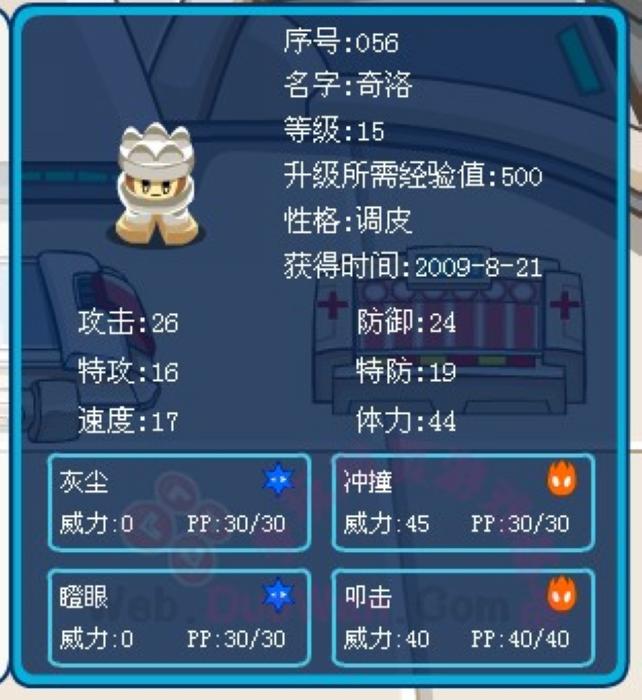 序号:056
名字:奇洛
等级:15
升级所需经验值:500
性格:调皮
获得时间:2009-8-21
攻击:26 防御:24
特攻:16 特防:19
速度:17 体力:44
灰尘
威力:0 PP:30/30
冲撞
威力:45 PP:30/30
瞪眼
威力:0 PP:30/30
叩击
威力:40 PP:40/40